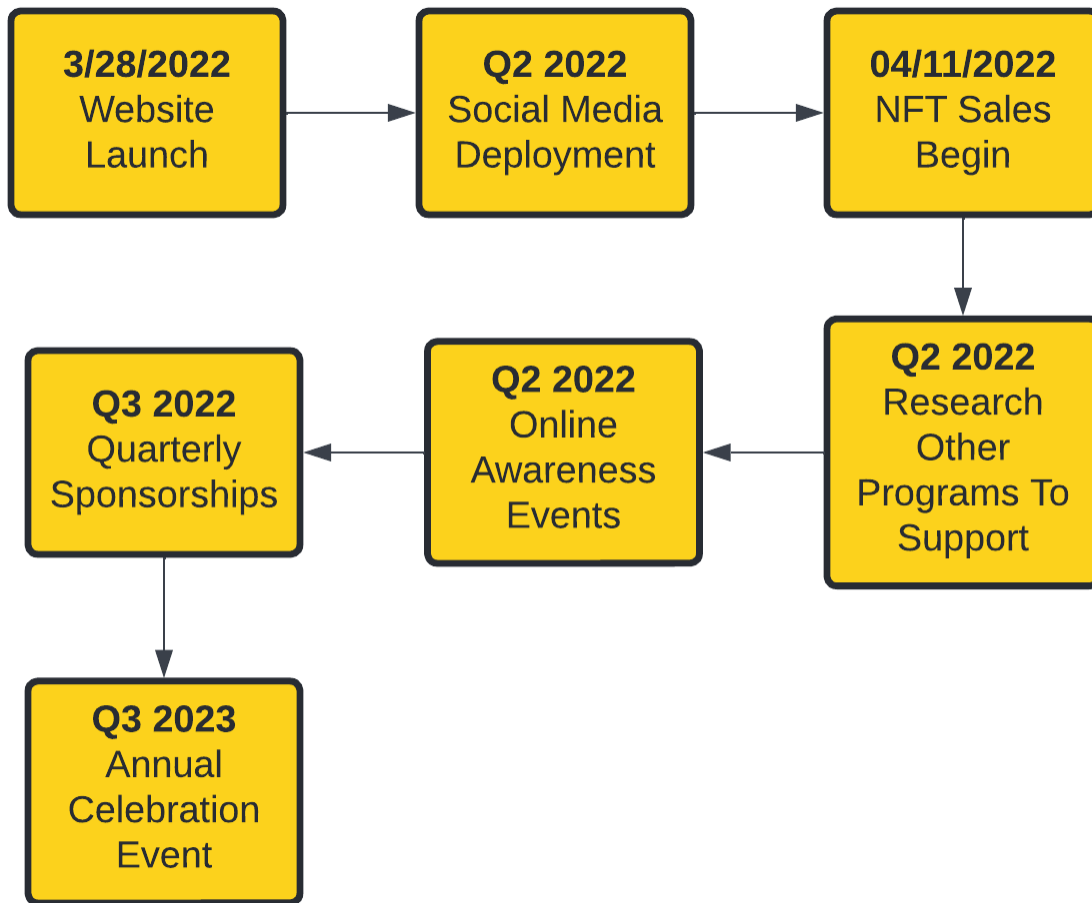 3/28/2022
Website
Launch
Q2 2022
Social Media
Deployment
04/11/2022
NFT Sales
Begin
Q2 2022
Research
Other
Programs To
Support
Q2 2022
Online
Awareness
Events
Q3 2022
Quarterly
Sponsorships
Q3 2023
Annual
Celebration
Event